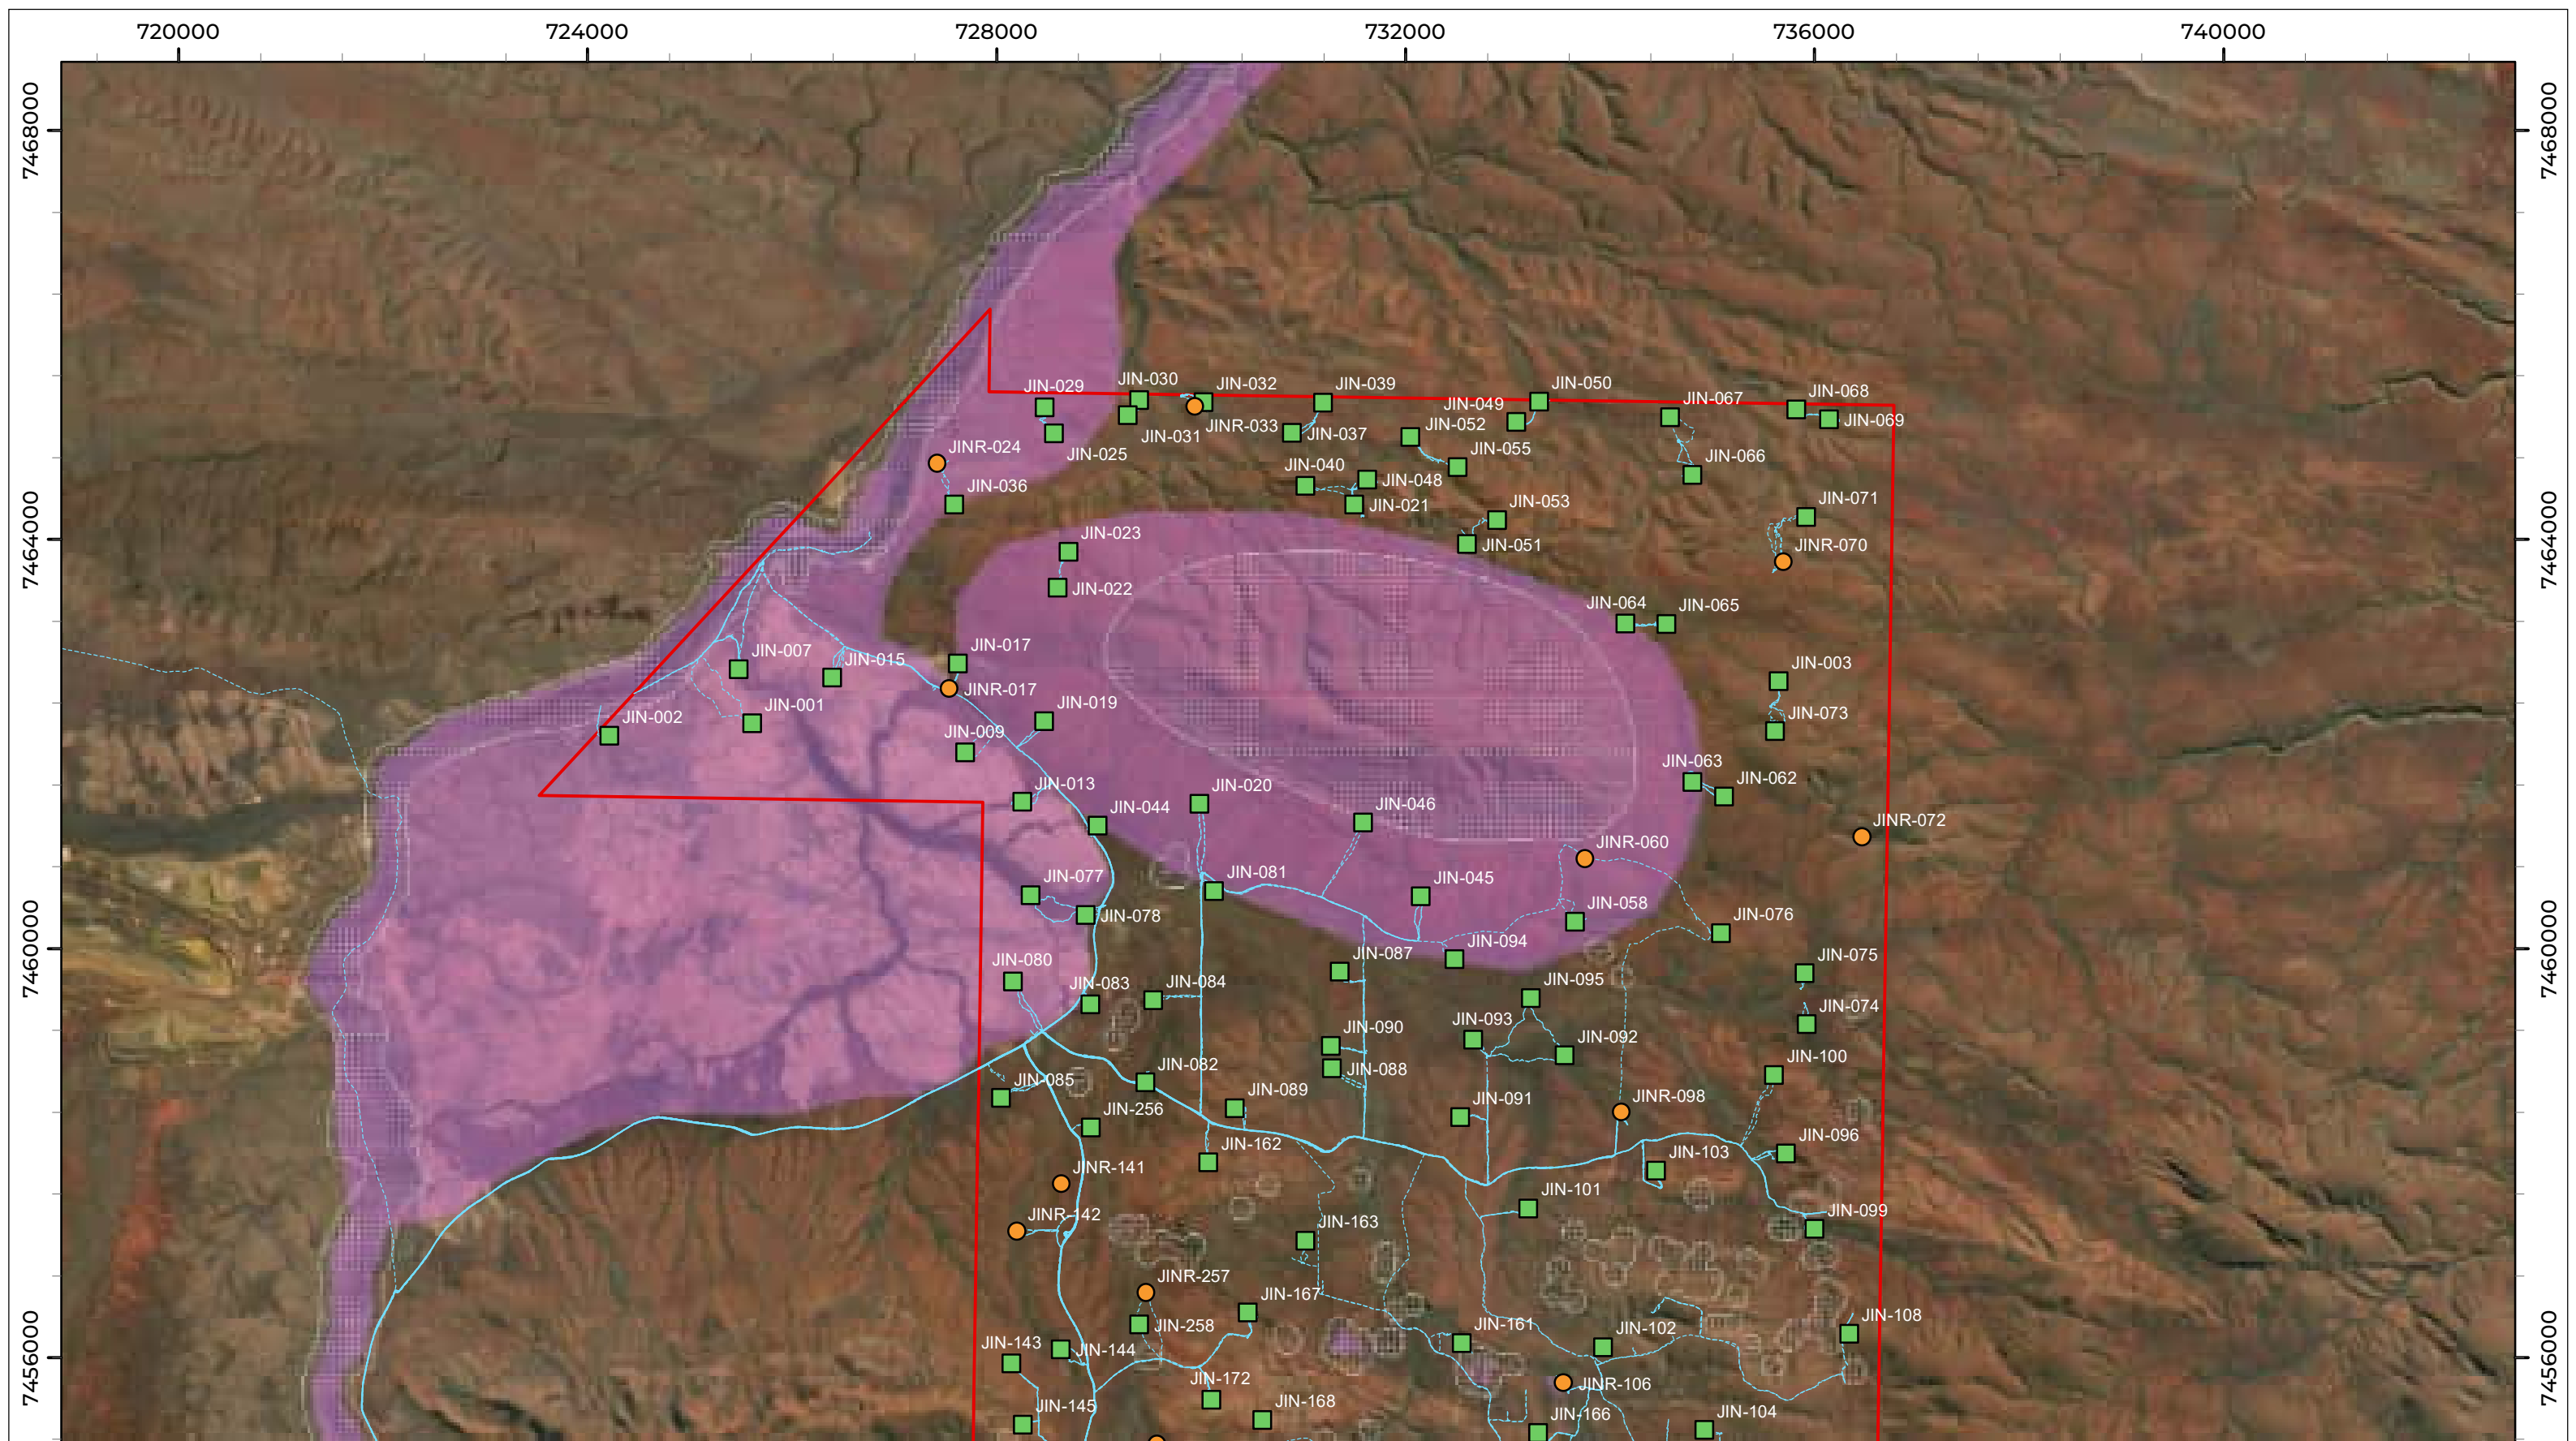 720000 724000 728000 732000 736000 740000
7468000 7468000
JIN-030
JIN-029 JIN-032 JIN-039 JIN-050
JIN-068
JIN-067
JIN-049
JIN-069
JINR-033 JIN-052
JIN-037
JIN-031
JINR-024 JIN-025 JIN-055
JIN-066
JIN-040
JIN-048
JIN-036
JIN-071
JIN-053
JIN-021
7464000 7464000
JIN-023
JIN-051 JINR-070
JIN-022
JIN-064 JIN-065
JIN-017
JIN-007
JIN-015 JIN-003
JINR-017
JIN-019
JIN-001
JIN-073
JIN-002
JIN-009
JIN-063
JIN-062
JIN-013 JIN-020
JIN-046
JIN-044
JINR-072
JINR-060
JIN-081
JIN-077 JIN-045
JIN-058
JIN-078 JIN-076
7460000 7460000
JIN-094
JIN-087
JIN-080 JIN-075
JIN-083 JIN-084 JIN-095
JIN-074
JIN-093
JIN-090
JIN-092
JIN-100
JIN-082
JIN-088
JIN-085
JIN-089
JINR-098
JIN-091
JIN-256
JIN-096
JIN-162
JIN-103
JINR-141
JIN-101
JIN-099
JINR-142
JIN-163
JINR-257
JIN-167
JIN-108
JIN-258 JIN-161
JIN-102
JIN-143
JIN-144
7456000 7456000
JIN-172
JINR-106
JIN-168
JIN-145
JIN-166 JIN-104